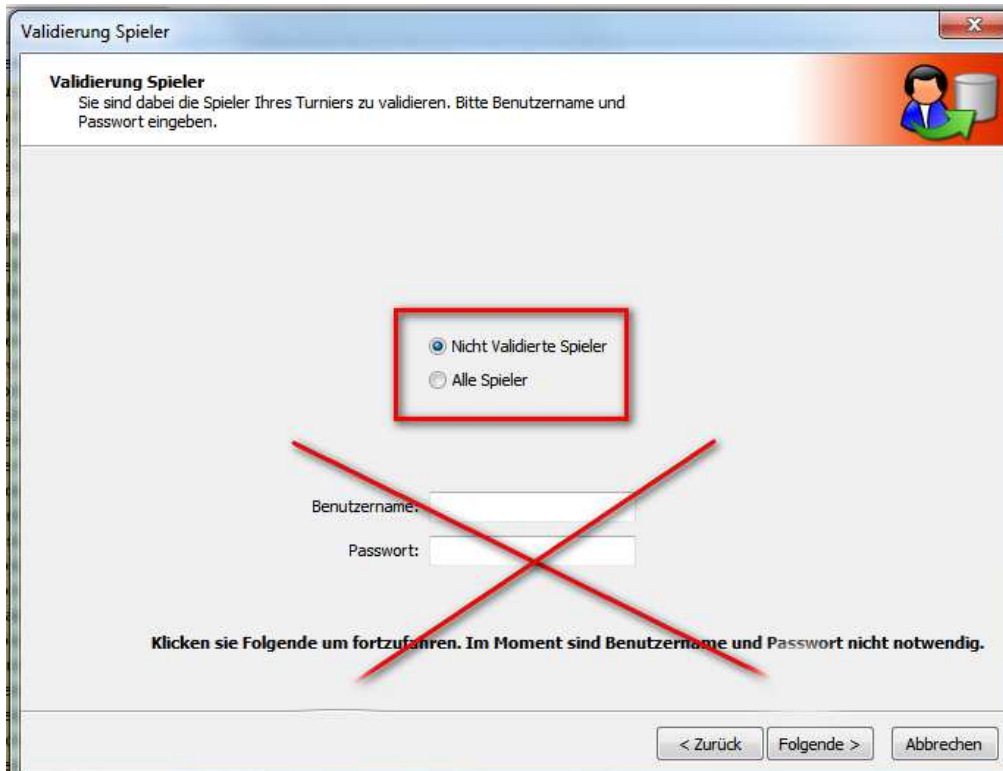 Validierung Spieler
Validierung Spieler
Sie sind dabei die Spieler Ihres Turniers zu validieren. Bitte Benutzername und
Passwort eingeben.
Nicht Validierte Spieler
Alle Spieler
Benutzername:
Passwort:
Klicken sie Folgende um fortzufahren. Im Moment sind Benutzername und Passwort nicht notwendig.
< Zurück Folgende > Abbrechen